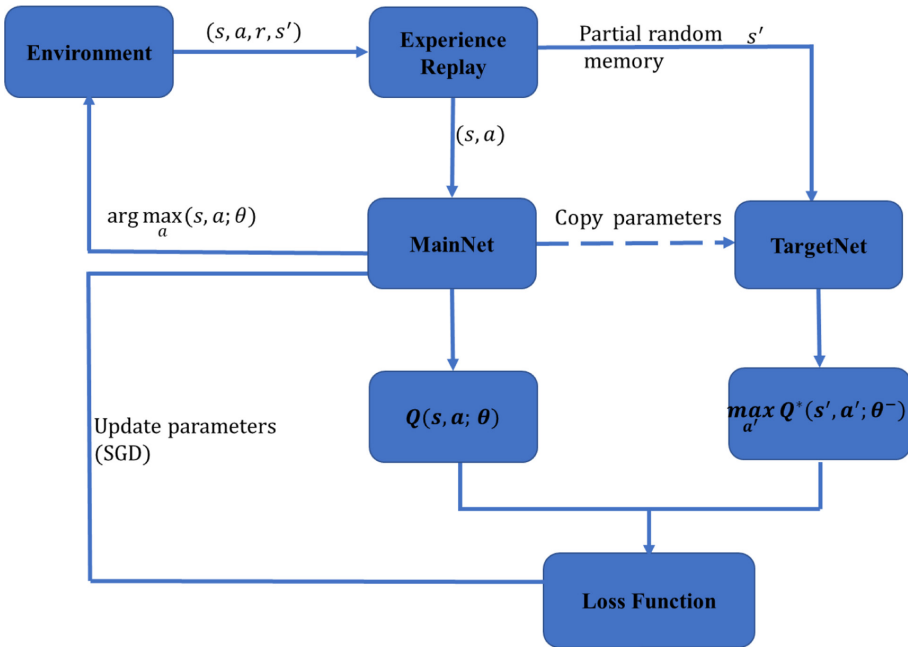 (s, a, r, s′)
Environment
Experience
Replay
Partial random
memory
s′
(s, a)
arg max (s, a; θ)
a
MainNet
Copy parameters
TargetNet
Q(s, a; θ)
max Q*(s′, a′; θ⁻)
a′
Update parameters
(SGD)
Loss Function